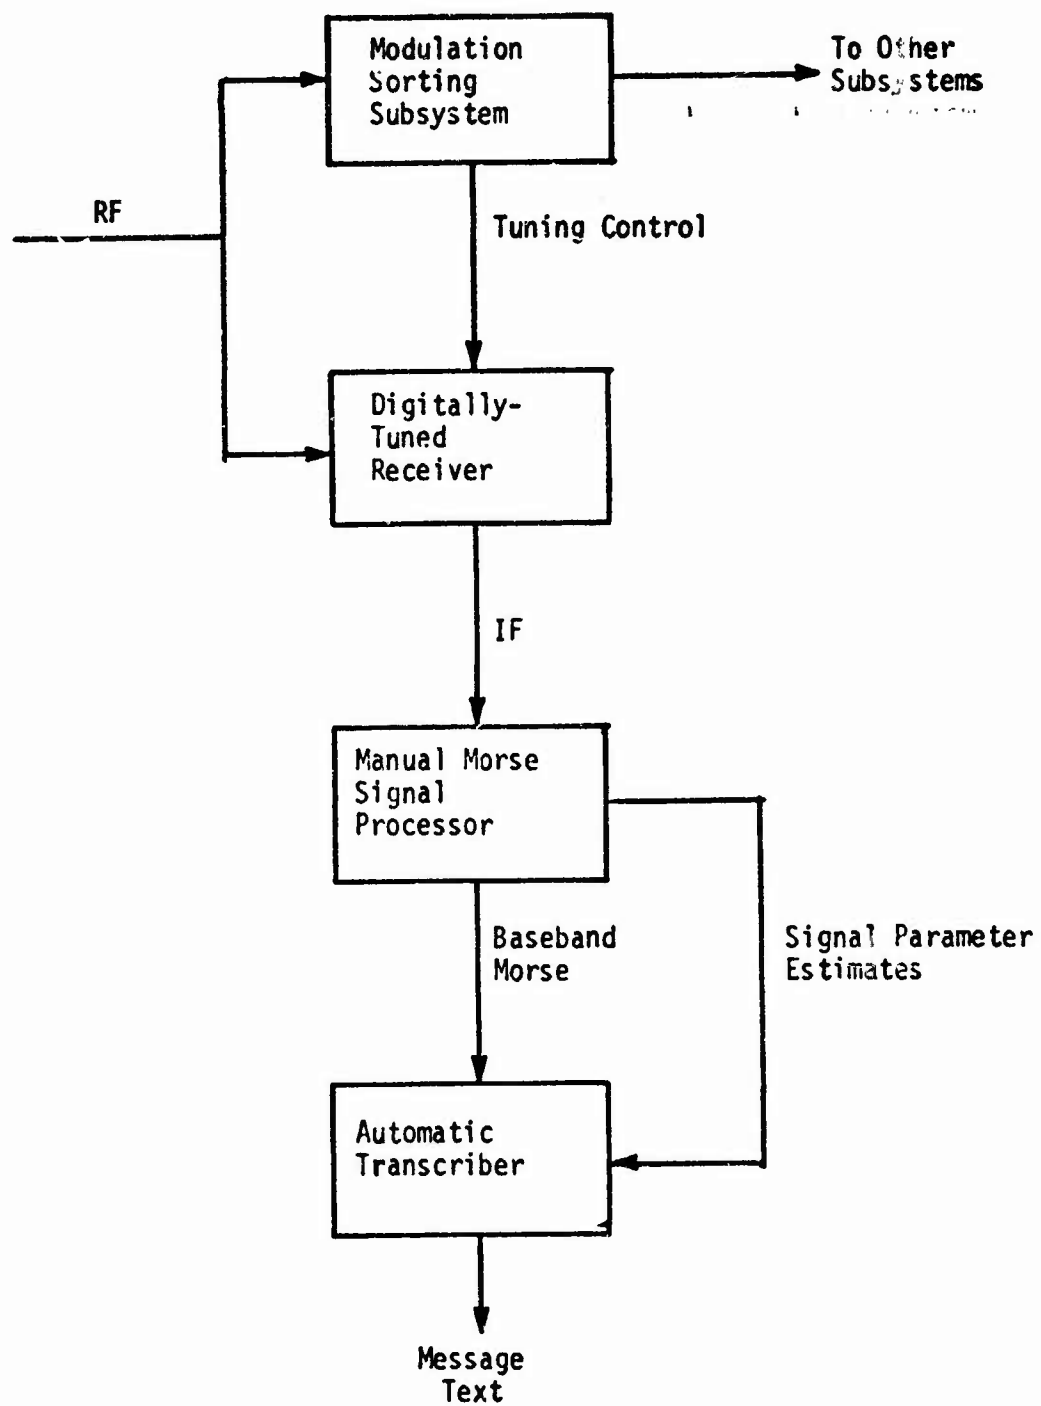 Modulation
Sorting
Subsystem
To Other
Subsystems
RF
Tuning Control
Digitally-
Tuned
Receiver
IF
Manual Morse
Signal
Processor
Baseband
Morse
Signal Parameter
Estimates
Automatic
Transcriber
Message
Text